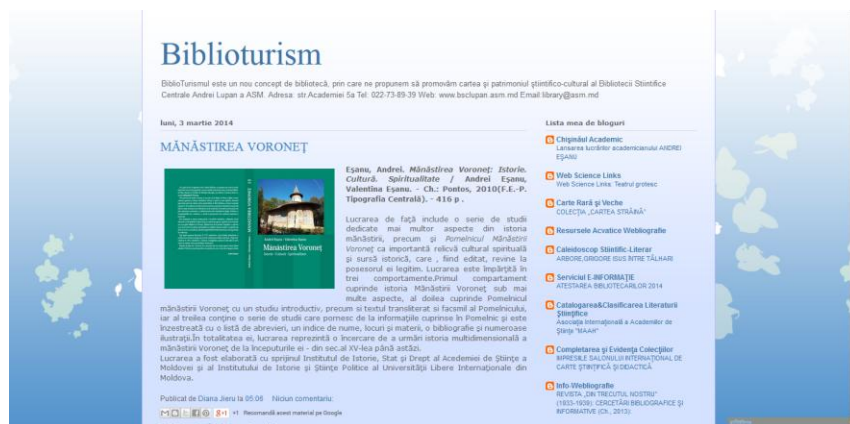 Biblioturism
BiblioTurismul este un nou concept de bibliotecă, prin care ne propunem să promovăm cartea şi patrimoniul ştiintifico-cultural al Bibliotecii Stiintifice
Centrale Andrei Lupan a ASM. Adresa: str.Academiei 5a Tel: 022-73-89-39 Web: www.bsclupan.asm.md Email:library@asm.md
luni, 3 martie 2014
MĂNĂSTIREA VORONEŢ
Eşanu, Andrei. Mănăstirea Voroneţ: Istorie.
Cultură. Spiritualitate / Andrei Eşanu,
Valentina Eşanu. - Ch.: Pontos, 2010(F.E.-P.
Tipografia Centrală). - 416 p .
Mănăstirea Voroneţ
Lucrarea de faţă include o serie de studii
dedicate mai multor aspecte din istoria
mănăstirii, precum şi Pomelnicul Mănăstirii
Voroneţ ca importantă relicvă cultural spirituală
şi sursă istorică, care , fiind editat, revine la
posesorul ei legitim. Lucrarea este împărţită în
trei comportamente.Primul compartament
cuprinde istoria Mănăstirii Voroneţ sub mai
multe aspecte, al doilea cuprinde Pomelnicul
mănăstirii Voroneţ cu un studiu introductiv, precum si textul transliterat si facsmil al Pomelnicului,
iar al treilea conţine o serie de studii care pornesc de la informaţiile cuprinse în Pomelnic şi este
înzestreată cu o listă de abrevieri, un indice de nume, locuri şi materii, o bibliografie şi numeroase
ilustraţii.În totalitatea ei, lucrarea reprezintă o încercare de a urmări istoria multidimensională a
mănăstirii Voroneţ de la începuturile ei - din sec.al XV-lea până astăzi.
Lucrarea a fost elaborată cu sprijinul Institutul de Istorie, Stat şi Drept al Acedemiei de Ştiinţe a
Moldovei şi al Institutului de Istorie şi Ştiinţe Politice al Universităţii Libere Internaţionale din
Moldova.
Publicat de Diana Jieru la 05:06 Niciun comentariu:
+1 Recomandă acest material pe Google
Lista mea de bloguri
Chişinăul Academic
Lansarea lucrărilor academicianului ANDREI
EŞANU
Web Science Links
Web Science Links: Teatrul grotesc
Carte Rară şi Veche
COLECŢIA „CARTEA STRĂINĂ”
Resursele Acvatice Webliografie
Caleidoscop Stiintific-Literar
ARBORE,GRIGORE ISUS ÎNTRE TÂLHARI
Serviciul E-INFORMAŢIE
ATESTAREA BIBLIOTECARILOR 2014
Catalogarea&Clasificarea Literaturii
Ştiinţifice
Asociaţia Internaţională a Academiilor de
Ştiinţe "MAAH"
Completarea şi Evidenţa Colecţiilor
IMPRESIILE SALONULUI INTERNAŢIONAL DE
CARTE ŞTIINŢIFICĂ ŞI DIDACTICĂ
Info-Webliografie
REVISTA „DIN TRECUTUL NOSTRU”
(1933-1939): CERCETĂRI BIBLIOGRAFICE ŞI
INFORMATIVE (Ch., 2013)